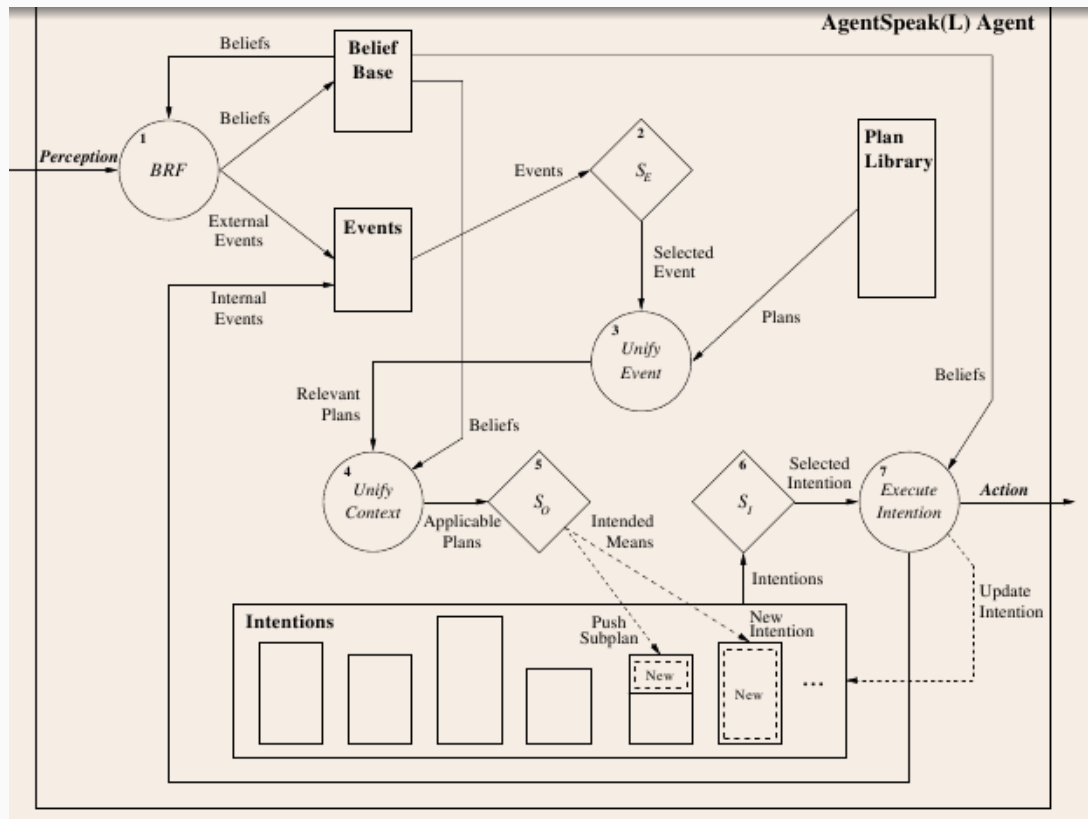 AgentSpeak(L) Agent
Beliefs
Belief
Base
Beliefs
1
BRF
Perception
2
S_E
Plan
Library
Events
External
Events
Events
Selected
Event
Internal
Events
3
Unify
Event
Plans
Relevant
Plans
Beliefs
Beliefs
4
Unify
Context
5
S_O
Applicable
Plans
Intended
Means
6
S_I
Selected
Intention
7
Execute
Intention
Action
Intentions
Update
Intention
Intentions
Push
Subplan
New
Intention
New
New
...